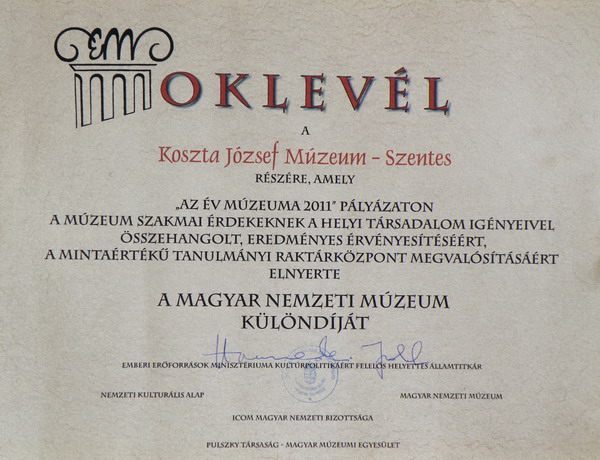 EM
OKLEVÉL
A
Koszta József Múzeum - Szentes
RÉSZÉRE, AMELY
„AZ ÉV MÚZEUMA 2011" PÁLYÁZATON
A MÚZEUM SZAKMAI ÉRDEKEKNEK A HELYI TÁRSADALOM IGÉNYEIVEL
ÖSSZEHANGOLT, EREDMÉNYES ÉRVÉNYESÍTÉSÉÉRT,
A MINTAÉRTÉKŰ TANULMÁNYI RAKTÁRKÖZPONT MEGVALÓSÍTÁSÁÉRT
ELNYERTE
A MAGYAR NEMZETI MÚZEUM
KÜLÖNDÍJÁT
EMBERI ERŐFORRÁSOK MINISZTÉRIUMA KULTÚRPOLITIKÁÉRT FELELŐS HELYETTES ÁLLAMTITKÁR
NEMZETI KULTURÁLIS ALAP
MAGYAR NEMZETI MÚZEUM
ICOM MAGYAR NEMZETI BIZOTTSÁGA
PULSZKY TÁRSASÁG - MAGYAR MÚZEUMI EGYESÜLET